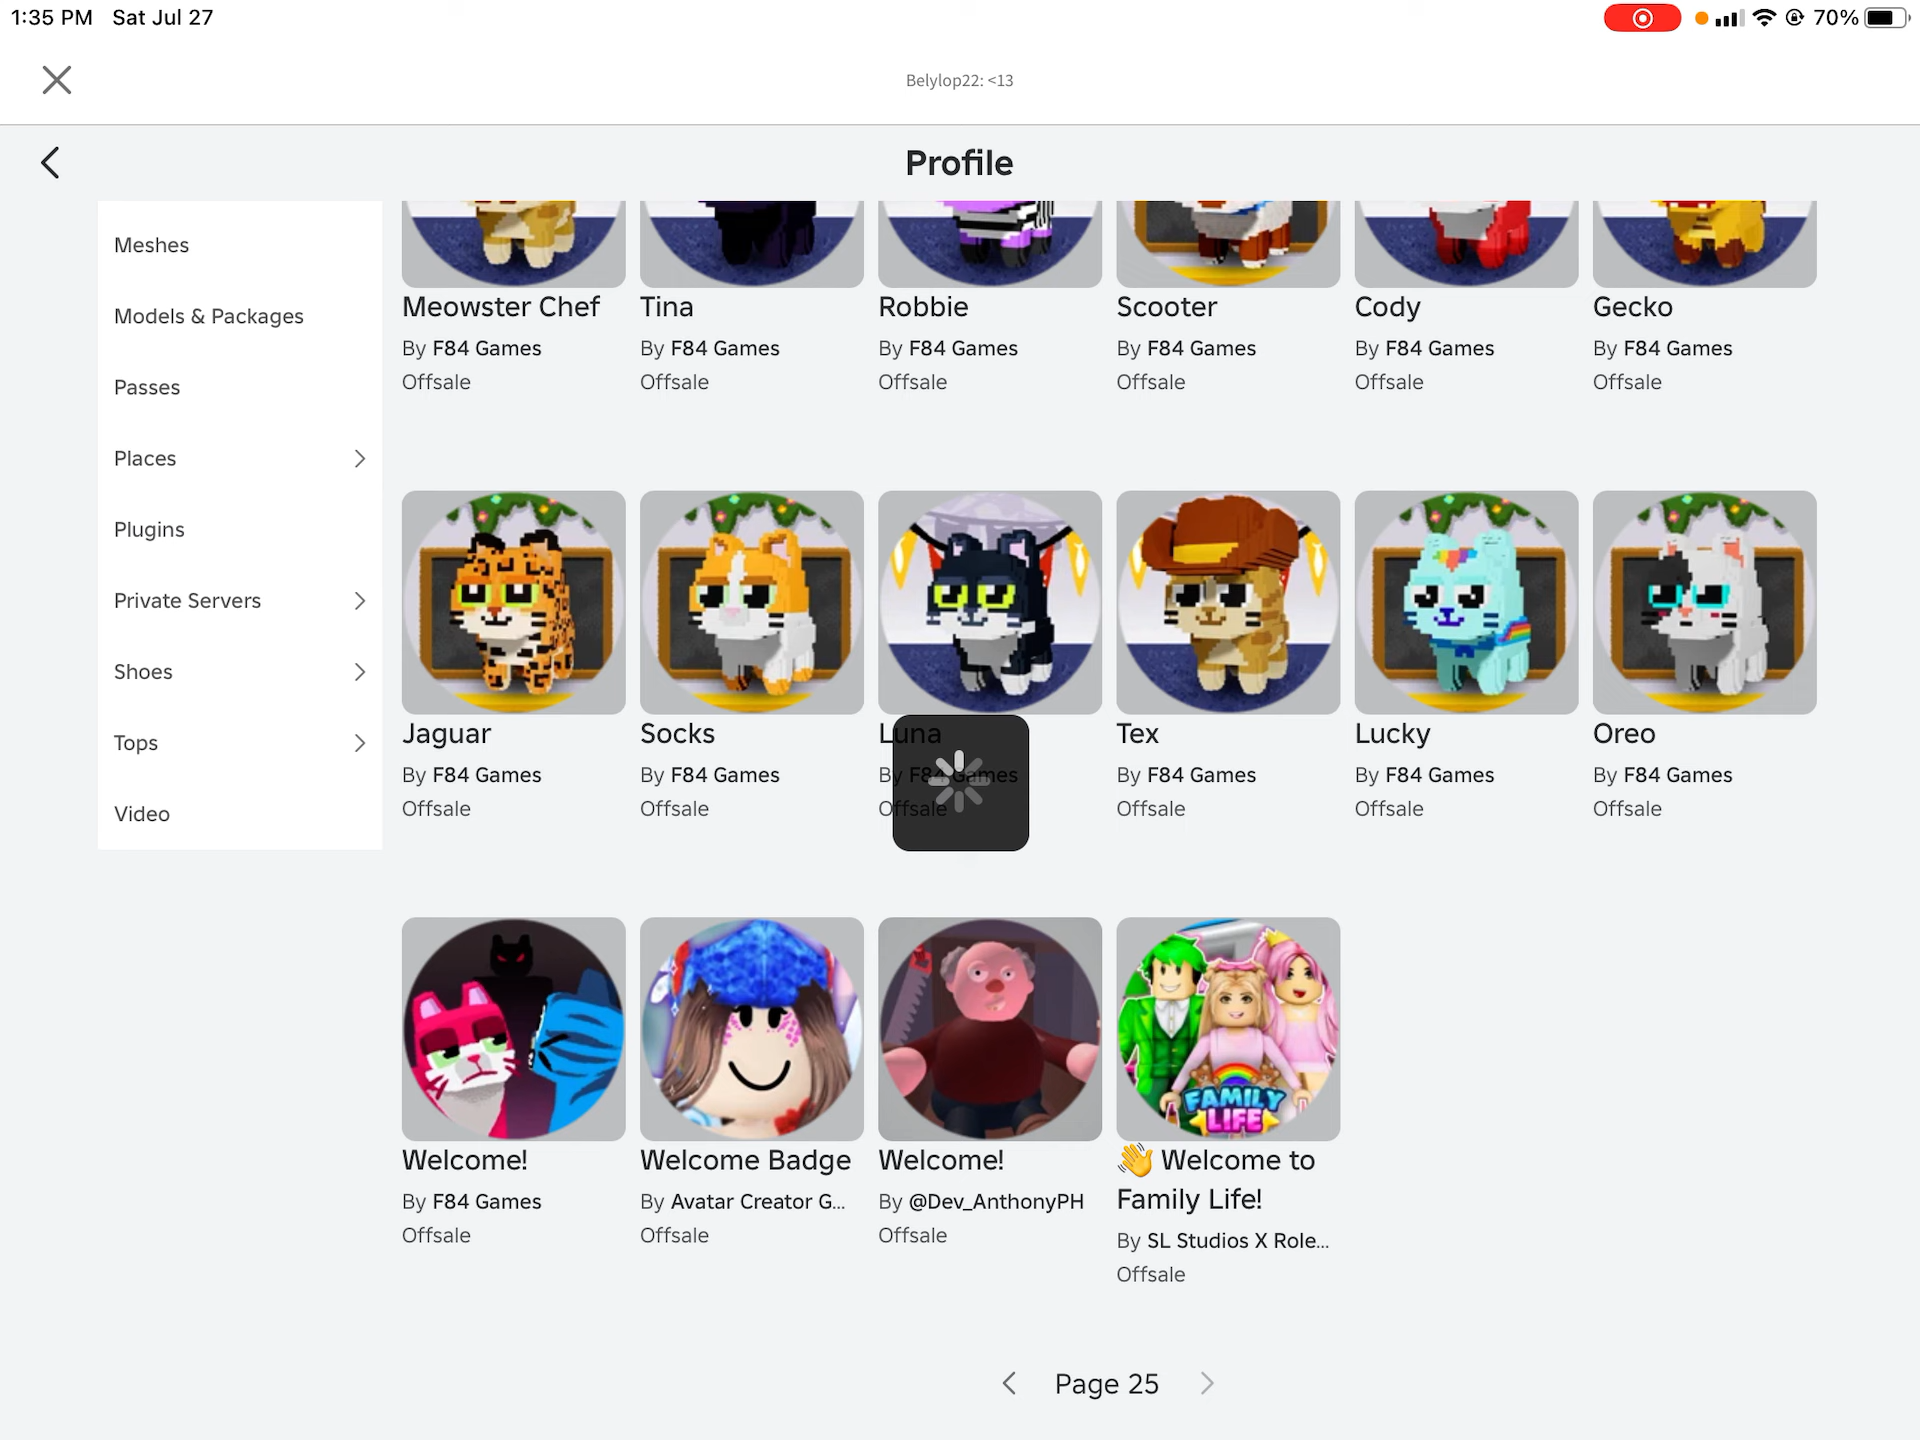 1:35 PM Sat Jul 27
70%
Belylop22: <13
Profile
Meshes
Models & Packages
Passes
Places
Plugins
Private Servers
Shoes
Tops
Video
Meowster Chef
By F84 Games
Offsale
Tina
By F84 Games
Offsale
Robbie
By F84 Games
Offsale
Scooter
By F84 Games
Offsale
Cody
By F84 Games
Offsale
Gecko
By F84 Games
Offsale
Jaguar
By F84 Games
Offsale
Socks
By F84 Games
Offsale
Luna
By F84 Games
Offsale
Tex
By F84 Games
Offsale
Lucky
By F84 Games
Offsale
Oreo
By F84 Games
Offsale
Welcome!
By F84 Games
Offsale
Welcome Badge
By Avatar Creator G...
Offsale
Welcome!
By @Dev_AnthonyPH
Offsale
FAMILY
LIFE
👋 Welcome to
Family Life!
By SL Studios X Role...
Offsale
Page 25